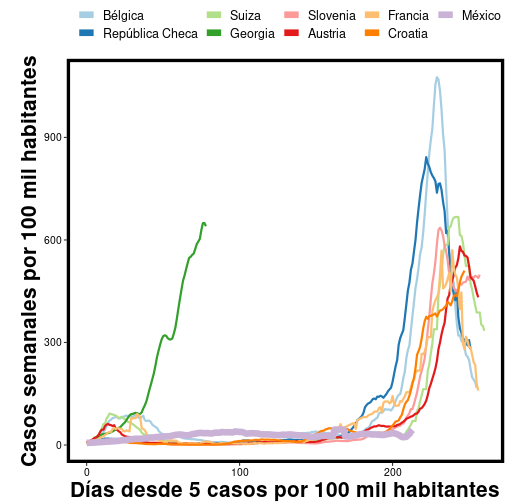 Bélgica
República Checa
Suiza
Georgia
Slovenia
Austria
Francia
Croatia
México
Casos semanales por 100 mil habitantes
900
600
300
0
0
100
200
Días desde 5 casos por 100 mil habitantes